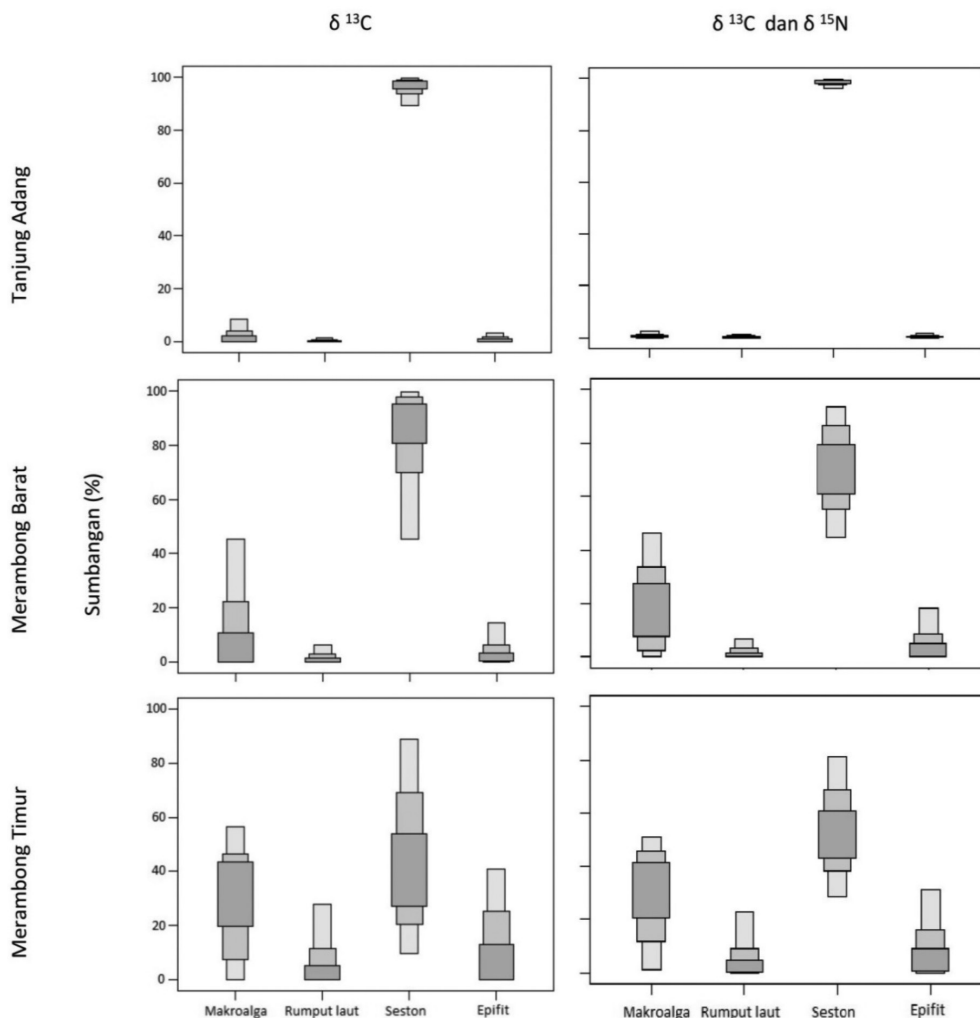 δ ¹³C
δ ¹³C dan δ ¹⁵N
Tanjung Adang
100
80
60
40
20
0
Merambong Barat
Sumbangan (%)
100
80
60
40
20
0
Merambong Timur
100
80
60
40
20
0
Makroalga Rumput laut Seston Epifit
Makroalga Rumput laut Seston Epifit